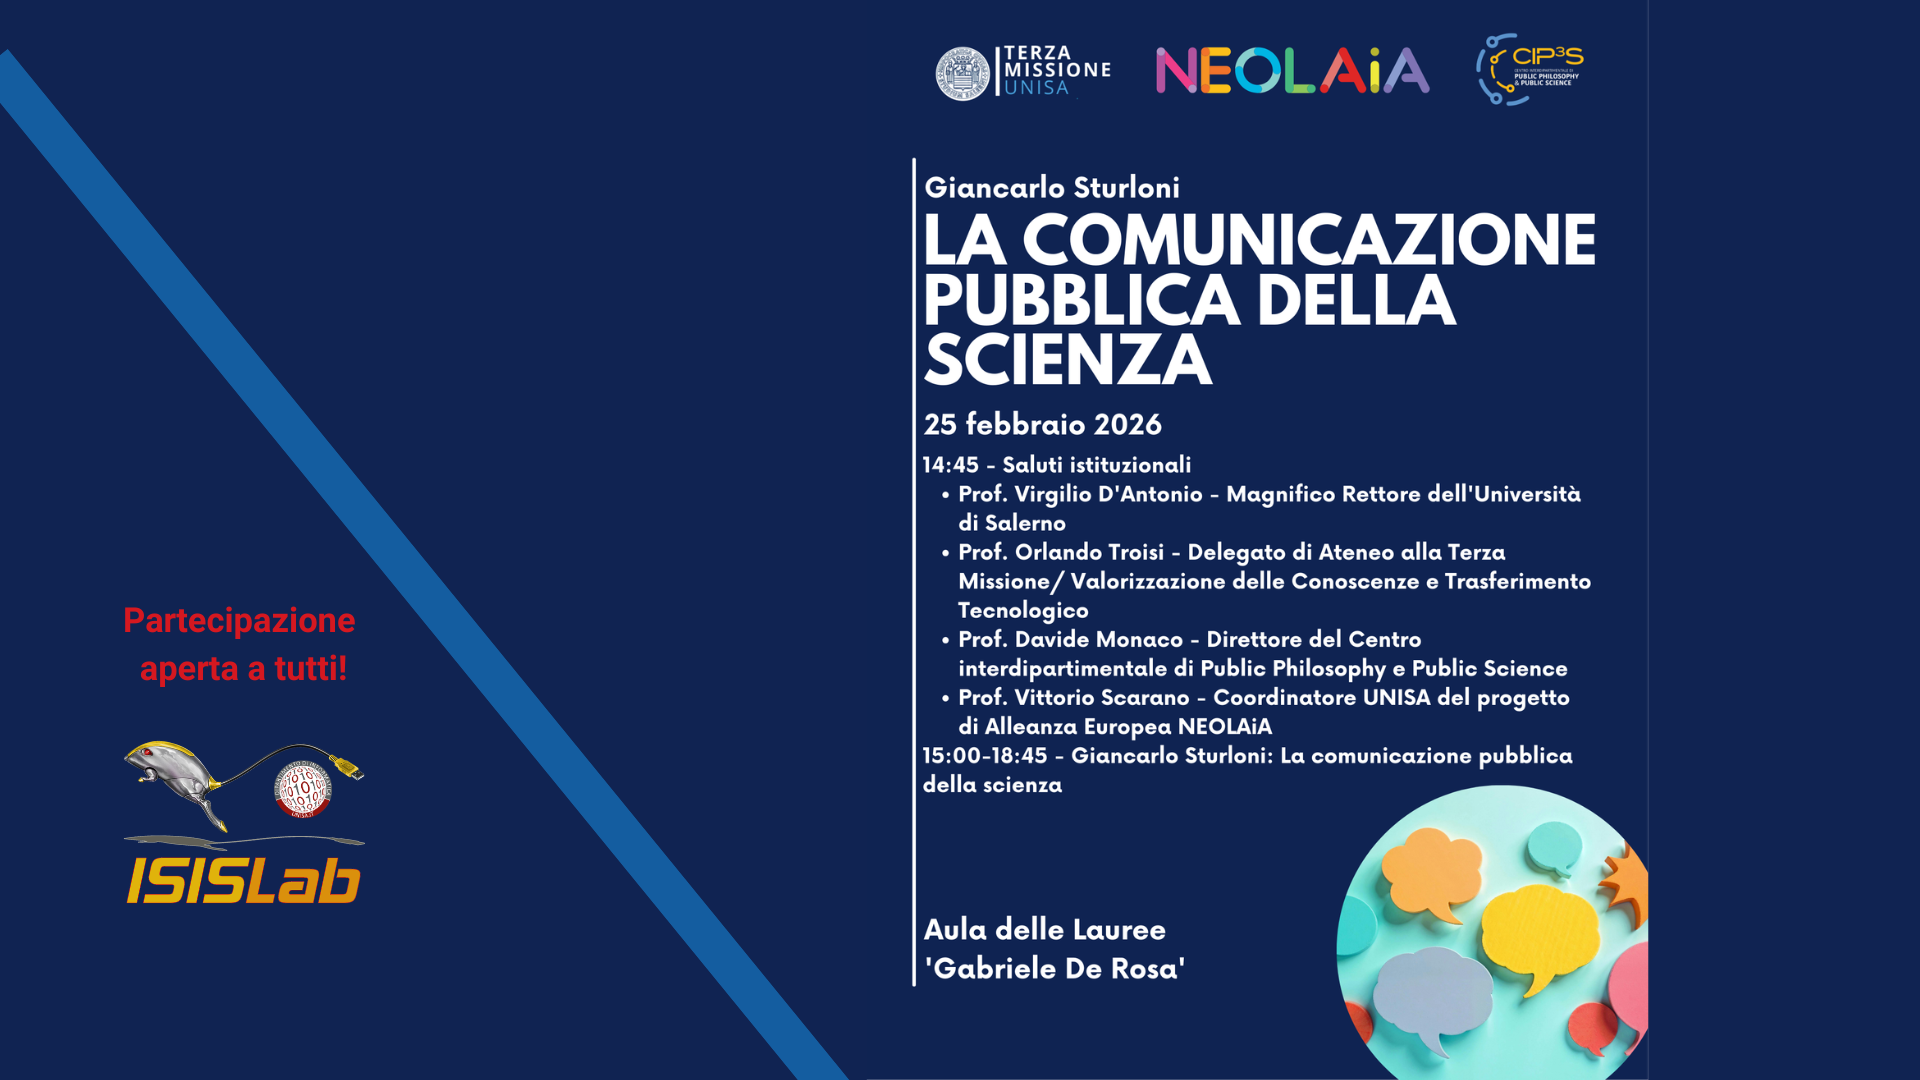 TERZA
MISSIONE
UNISA
NEOLAiA
CIP3S
PUBLIC PHILOSOPHY
& PUBLIC SCIENCE
Giancarlo Sturloni
LA COMUNICAZIONE
PUBBLICA DELLA
SCIENZA
25 febbraio 2026
14:45 - Saluti istituzionali
• Prof. Virgilio D'Antonio - Magnifico Rettore dell'Università
di Salerno
• Prof. Orlando Troisi - Delegato di Ateneo alla Terza
Missione/ Valorizzazione delle Conoscenze e Trasferimento
Tecnologico
• Prof. Davide Monaco - Direttore del Centro
interdipartimentale di Public Philosophy e Public Science
• Prof. Vittorio Scarano - Coordinatore UNISA del progetto
di Alleanza Europea NEOLAiA
15:00-18:45 - Giancarlo Sturloni: La comunicazione pubblica
della scienza
Aula delle Lauree
'Gabriele De Rosa'
Partecipazione
aperta a tutti!
ISISLab